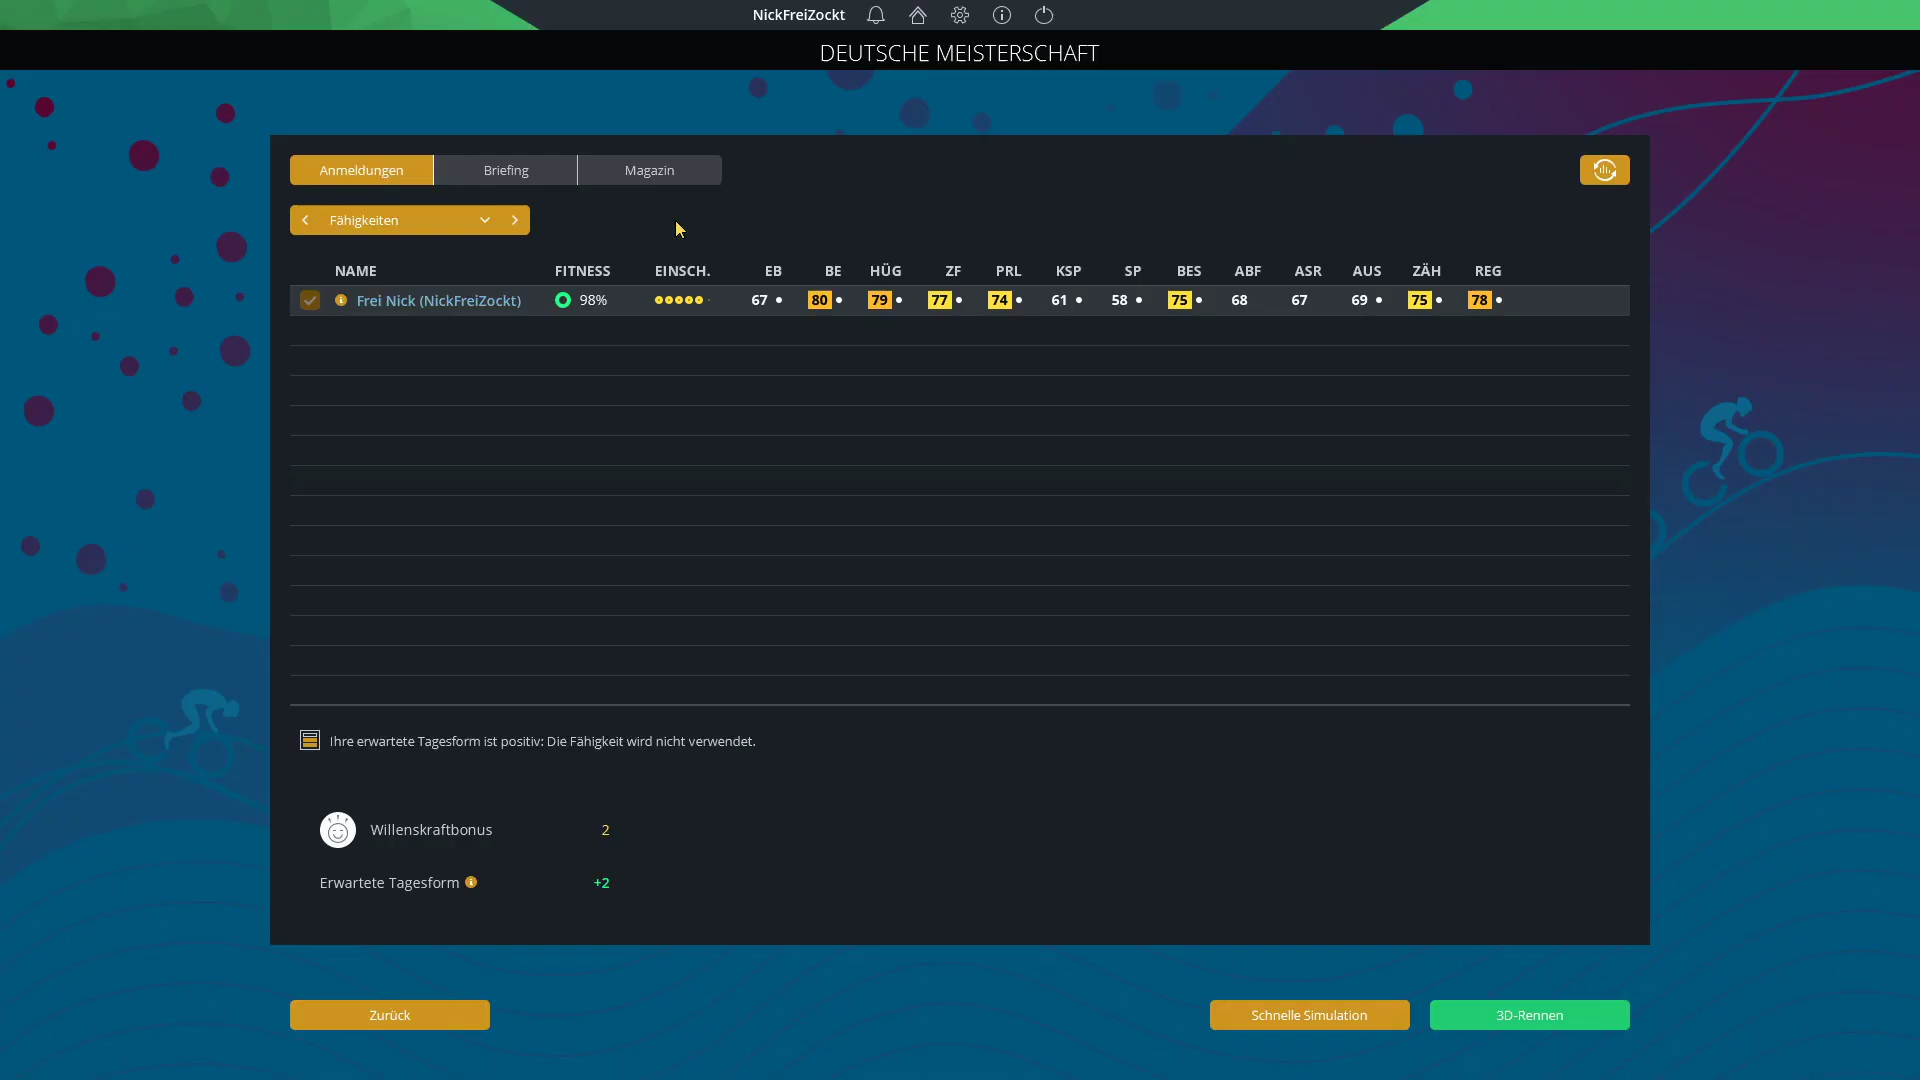 NickFreiZockt
DEUTSCHE MEISTERSCHAFT
Anmeldungen Briefing Magazin
Fähigkeiten
NAME FITNESS EINSCH. EB BE HÜG ZF PRL KSP SP BES ABF ASR AUS ZÄH REG
Frei Nick (NickFreiZockt) 98% 67 80 79 77 74 61 58 75 68 67 69 75 78
Ihre erwartete Tagesform ist positiv: Die Fähigkeit wird nicht verwendet.
Willenskraftbonus 2
Erwartete Tagesform +2
Zurück Schnelle Simulation 3D-Rennen